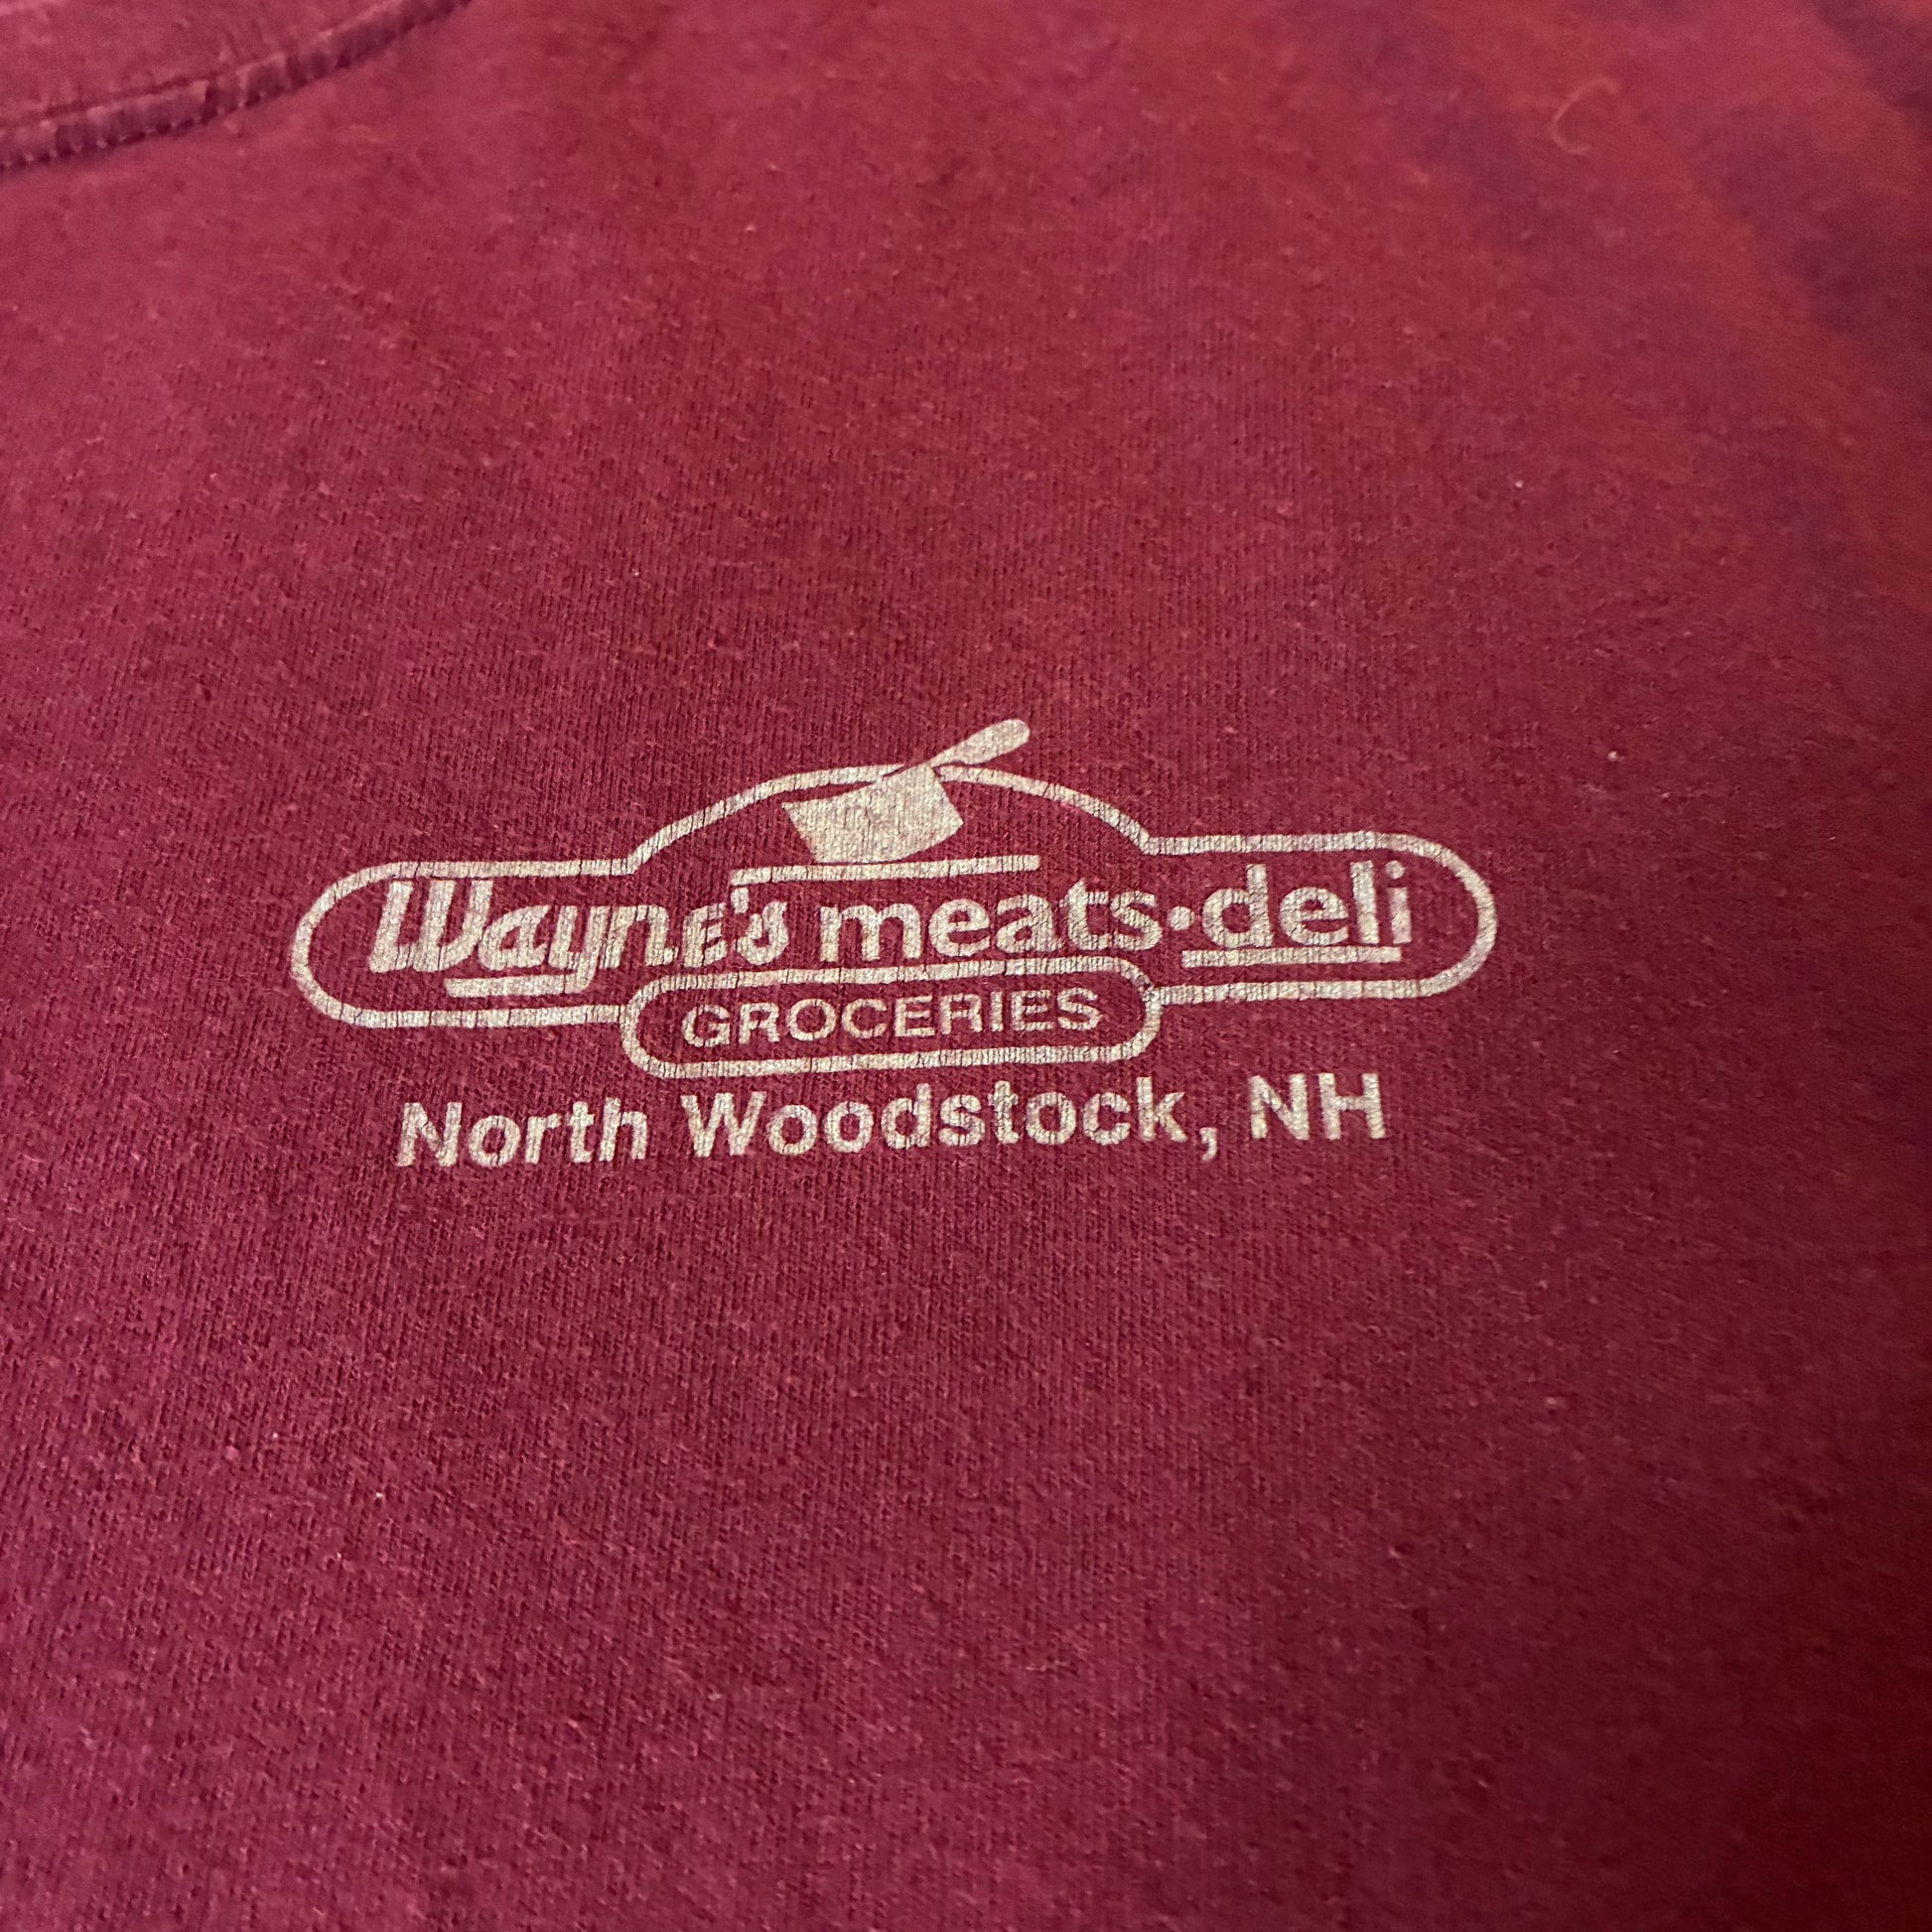 Wayne's meats·deli
GROCERIES
North Woodstock, NH